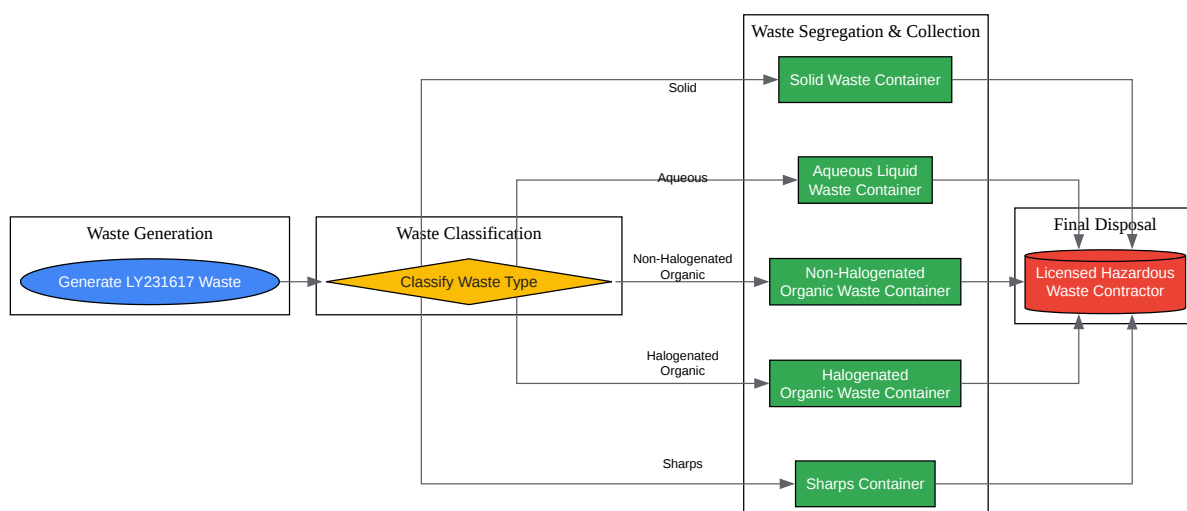 Waste Generation
Generate LY231617 Waste
Waste Classification
Classify Waste Type
Solid
Aqueous
Non-Halogenated
Organic
Halogenated
Organic
Sharps
Waste Segregation & Collection
Solid Waste Container
Aqueous Liquid
Waste Container
Non-Halogenated
Organic Waste Container
Halogenated
Organic Waste Container
Sharps Container
Final Disposal
Licensed Hazardous
Waste Contractor